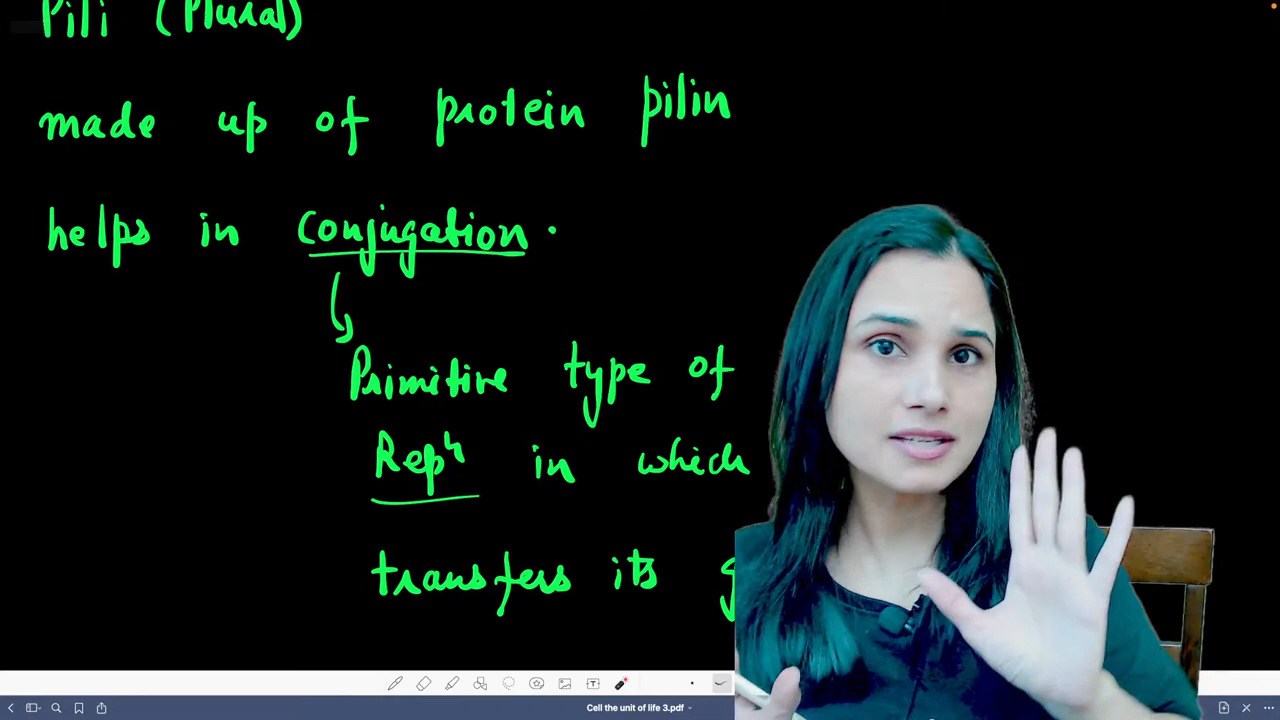 Pili (Plural)
made up of protein pilin
helps in conjugation .
Primitive type of
Repⁿ in which
transfers its g
Cell the unit of life 3.pdf